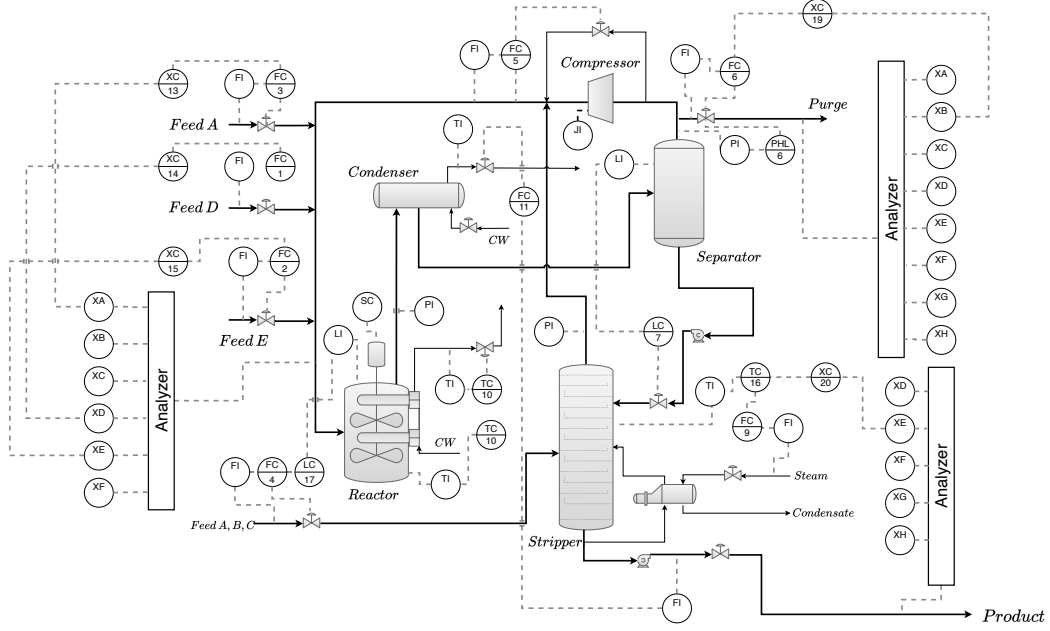 XC
19
FI
FC
5
FI
FC
6
Compressor
XC
13
FI
FC
3
XA
Purge
Feed A
XB
TI
JI
PI
PHL
6
XC
14
FI
FC
1
LI
XC
Condenser
XD
FC
11
Feed D
Analyzer
XE
CW
XC
15
FI
FC
2
Separator
XF
XA
SC
PI
XG
Feed E
LI
PI
LC
7
C
XH
XB
XC
TI
TC
10
TI
TC
16
XC
20
XD
Analyzer
XD
TC
10
FC
9
FI
XE
XE
CW
FI
FC
4
LC
17
TI
XF
XF
Steam
Reactor
XG
Analyzer
Condensate
Feed A, B, C
Stripper
XH
C
FI
Product